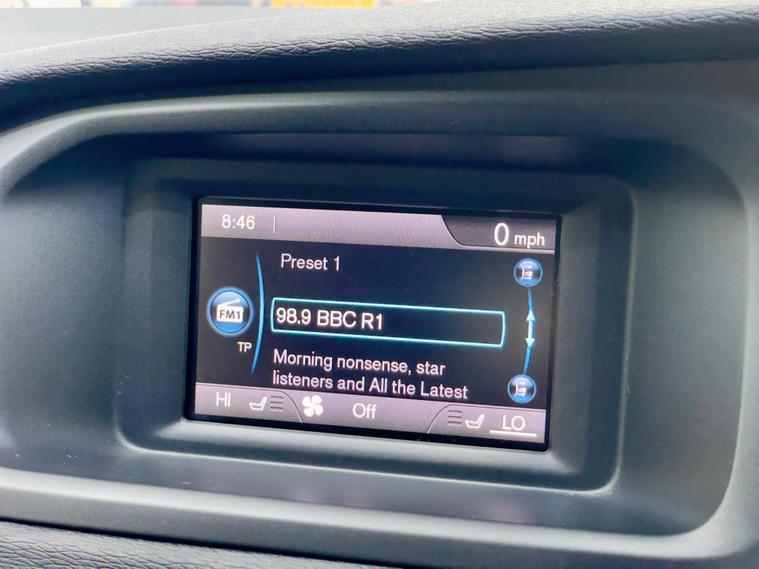 8:46
0 mph
Preset 1
FM1
98.9 BBC R1
TP
Morning nonsense, star
listeners and All the Latest
HI
Off
LO